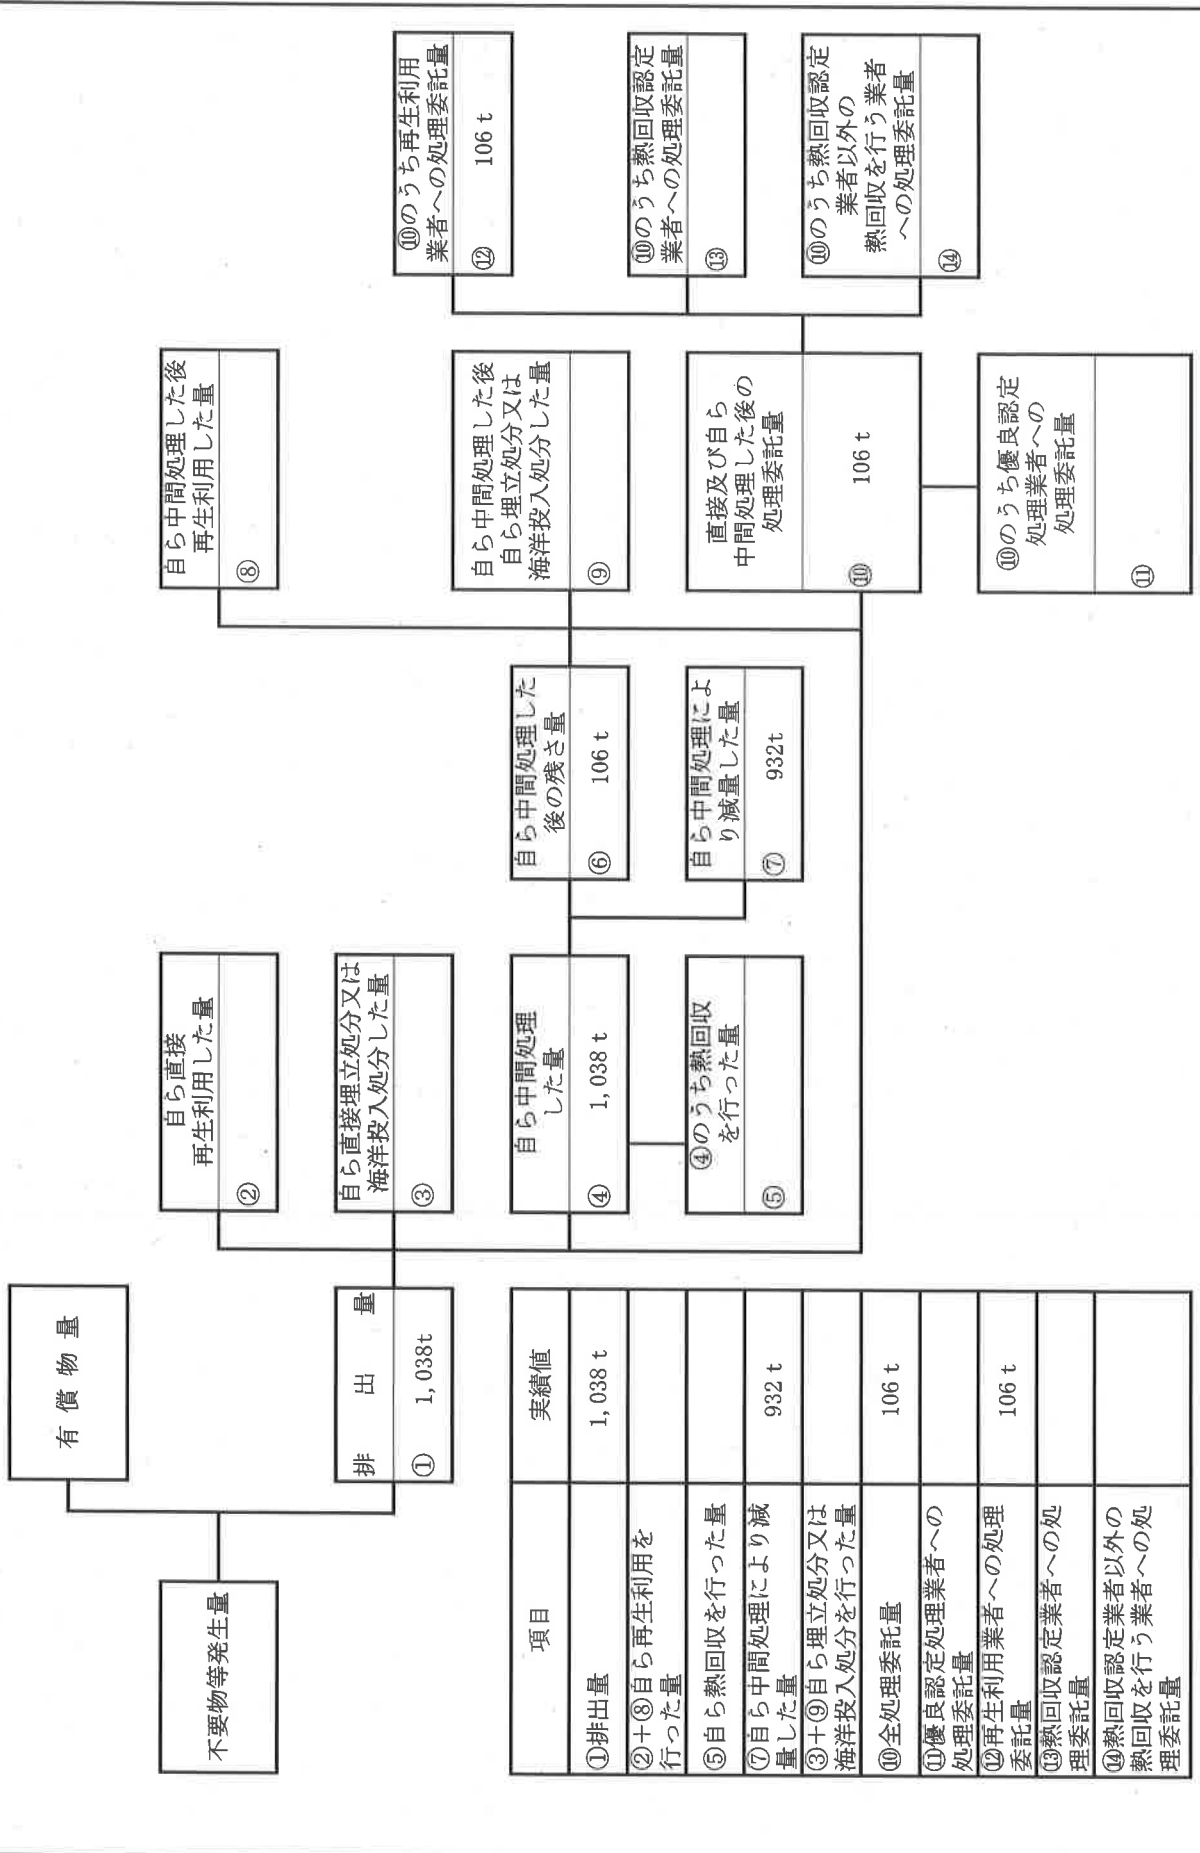 不要物等発生量
有償物量
排出量
① 1,038t
自ら直接
再生利用した量
②
自ら直接埋立処分又は
海洋投入処分した量
③
自ら中間処理
した量
④ 1,038 t
④のうち熱回収
を行った量
⑤
自ら中間処理した
後の残さ量
⑥ 106 t
自ら中間処理によ
り減量した量
⑦ 932t
自ら中間処理した後
再生利用した量
⑧
自ら中間処理した後
自ら埋立処分又は
海洋投入処分した量
⑨
直接及び自ら
中間処理した後の
処理委託量
⑩ 106 t
⑩のうち優良認定
処理業者への
処理委託量
⑪
⑩のうち再生利用
業者への処理委託量
⑫ 106 t
⑩のうち熱回収認定
業者への処理委託量
⑬
⑩のうち熱回収認定
業者以外の
熱回収を行う業者
への処理委託量
⑭
項目 実績値
①排出量 1,038 t
②+⑧自ら再生利用を
行った量
⑤自ら熱回収を行った量
⑦自ら中間処理により減
量した量 932 t
③+⑨自ら埋立処分又は
海洋投入処分を行った量
⑩全処理委託量 106 t
⑪優良認定処理業者への
処理委託量
⑫再生利用業者への処理
委託量 106 t
⑬熱回収認定業者への処
理委託量
⑭熱回収認定業者以外の
熱回収を行う業者への処
理委託量